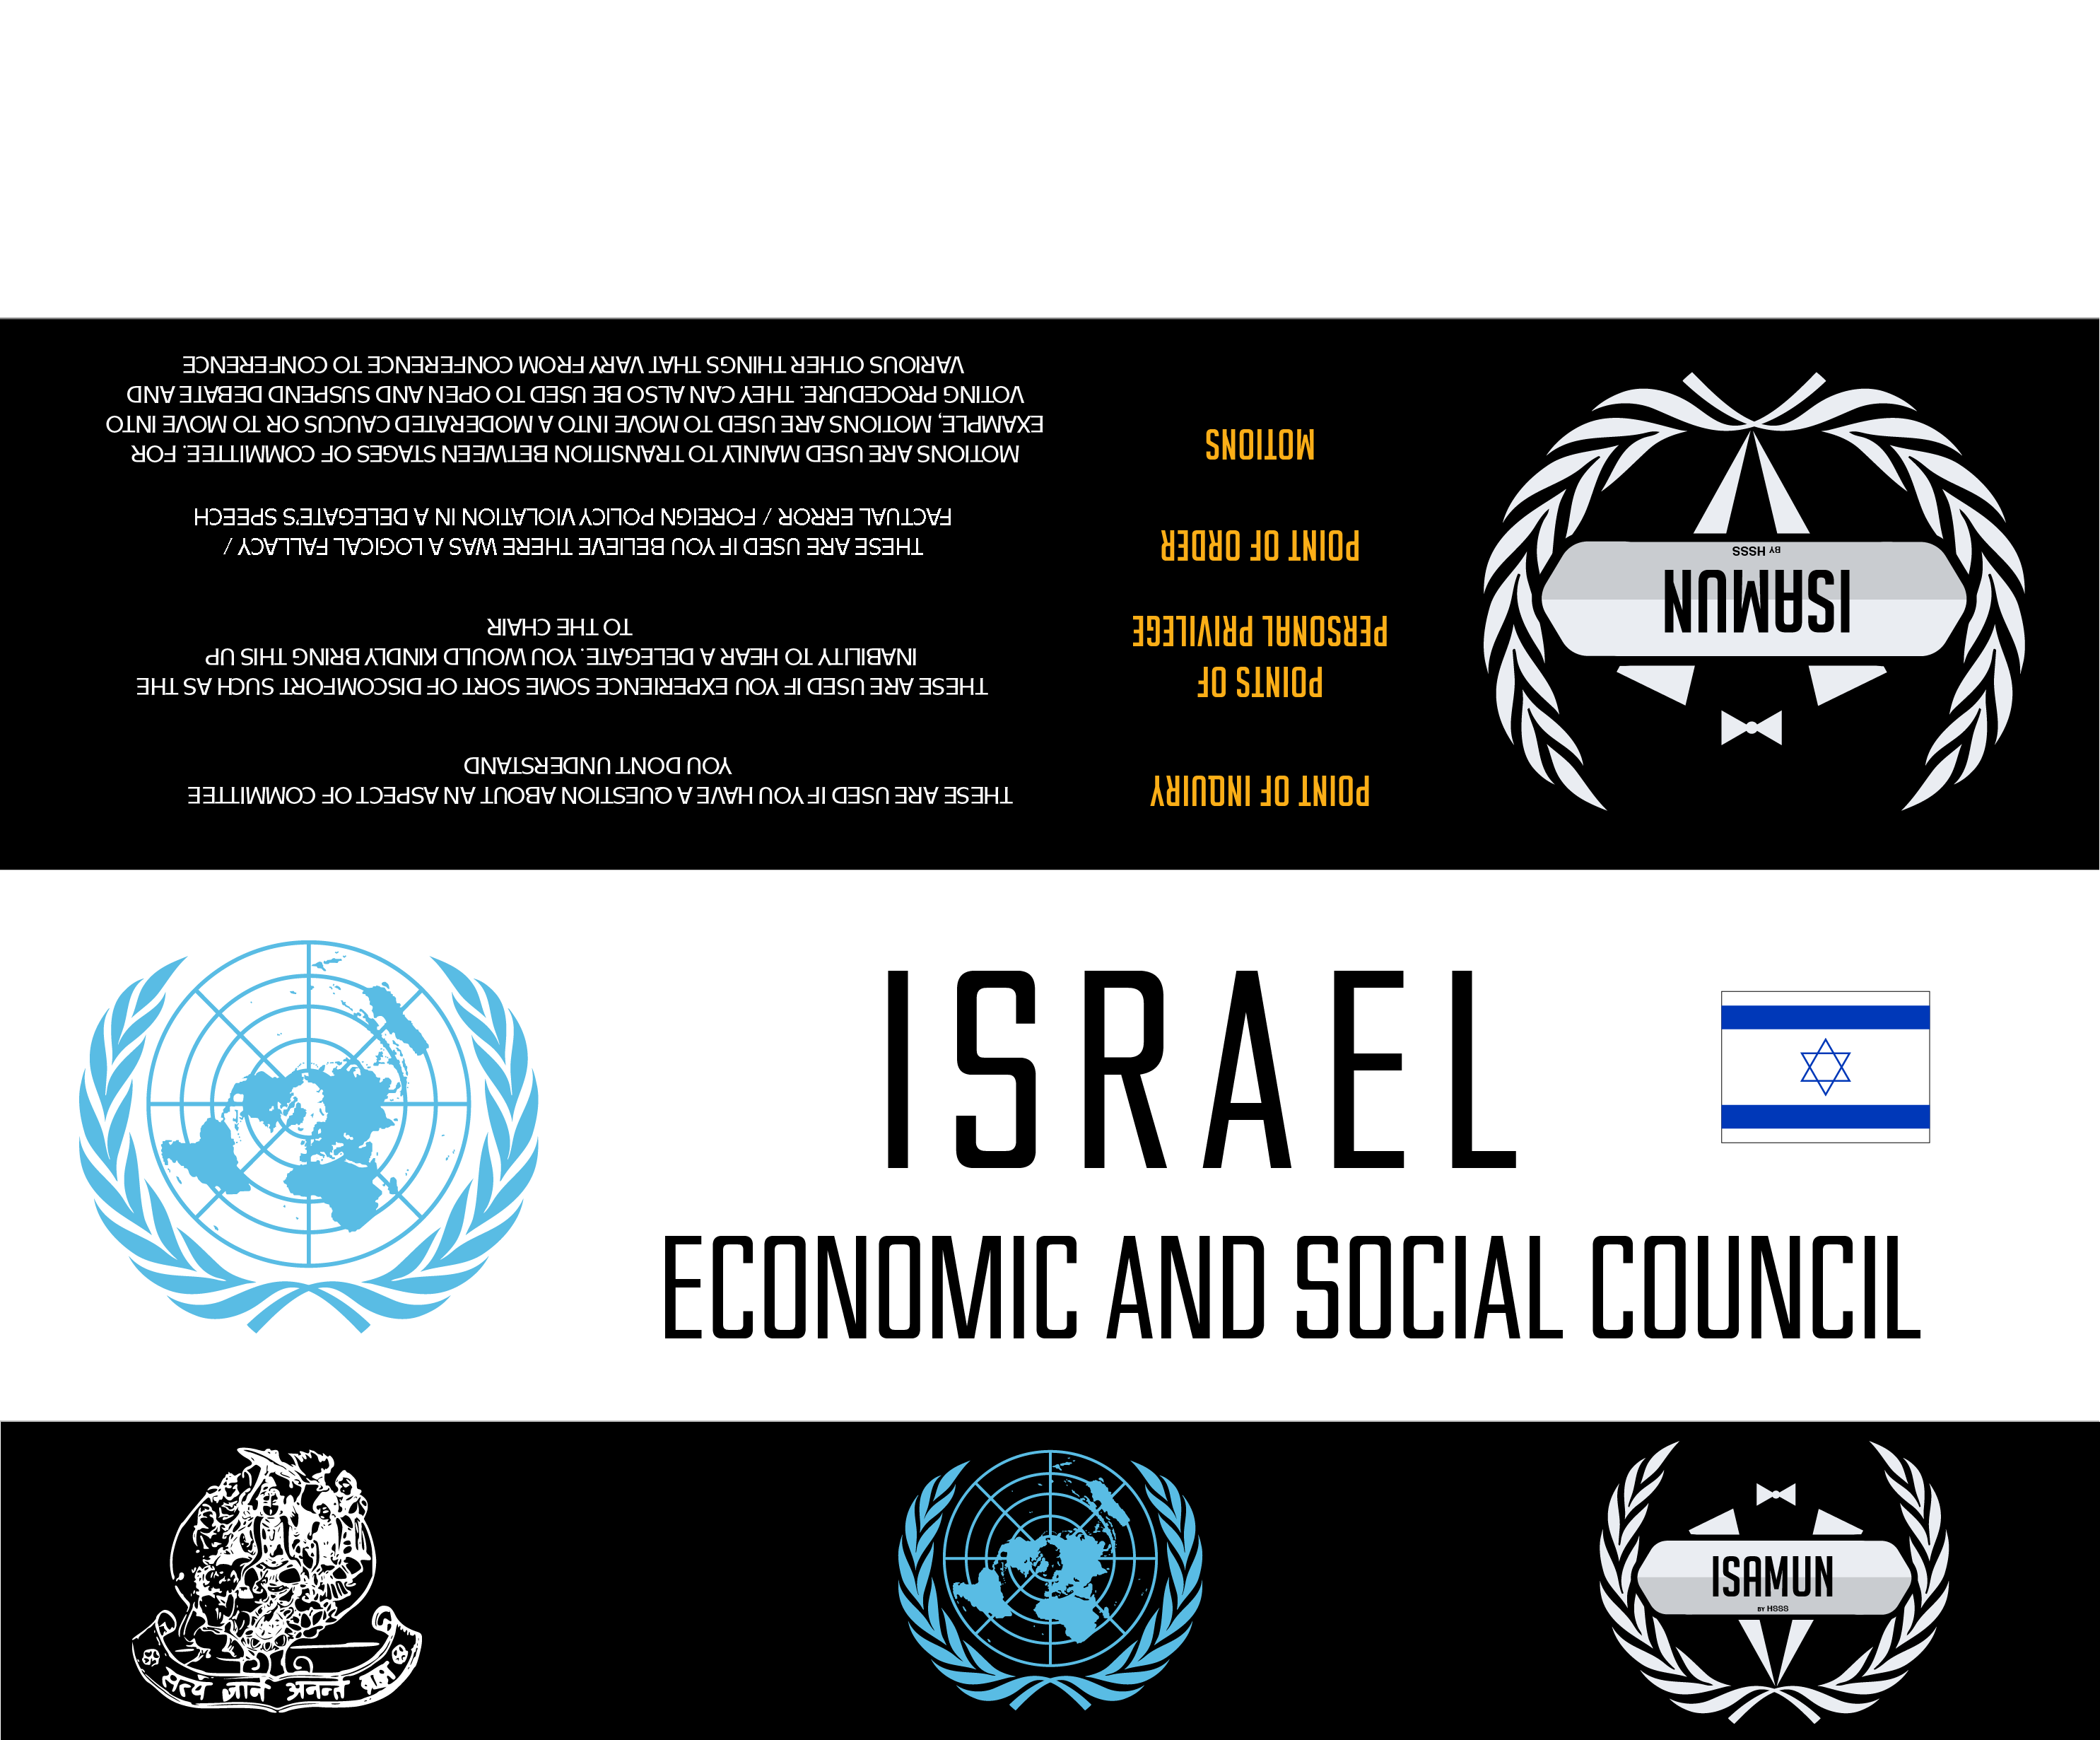 ISAMUN
BY HSSS
POINT OF INQUIRY
THESE ARE USED IF YOU HAVE A QUESTION ABOUT AN ASPECT OF COMMITTEE
YOU DON'T UNDERSTAND
POINTS OF
PERSONAL PRIVILEGE
THESE ARE USED IF YOU EXPERIENCE SOME SORT OF DISCOMFORT SUCH AS THE
INABILITY TO HEAR A DELEGATE. YOU WOULD KINDLY BRING THIS UP
TO THE CHAIR
POINT OF ORDER
THESE ARE USED IF YOU BELIEVE THERE WAS A LOGICAL FALLACY /
FACTUAL ERROR / FOREIGN POLICY VIOLATION IN A DELEGATE'S SPEECH
MOTIONS
MOTIONS ARE USED MAINLY TO TRANSITION BETWEEN STAGES OF COMMITTEE. FOR
EXAMPLE, MOTIONS ARE USED TO MOVE INTO A MODERATED CAUCUS OR TO MOVE INTO
VOTING PROCEDURE. THEY CAN ALSO BE USED TO OPEN AND SUSPEND DEBATE AND
VARIOUS OTHER THINGS THAT VARY FROM CONFERENCE TO CONFERENCE
ISRAEL
ECONOMIC AND SOCIAL COUNCIL
सत्यं ज्ञानं अनन्तं ब्रह्म
ISAMUN
BY HSSS